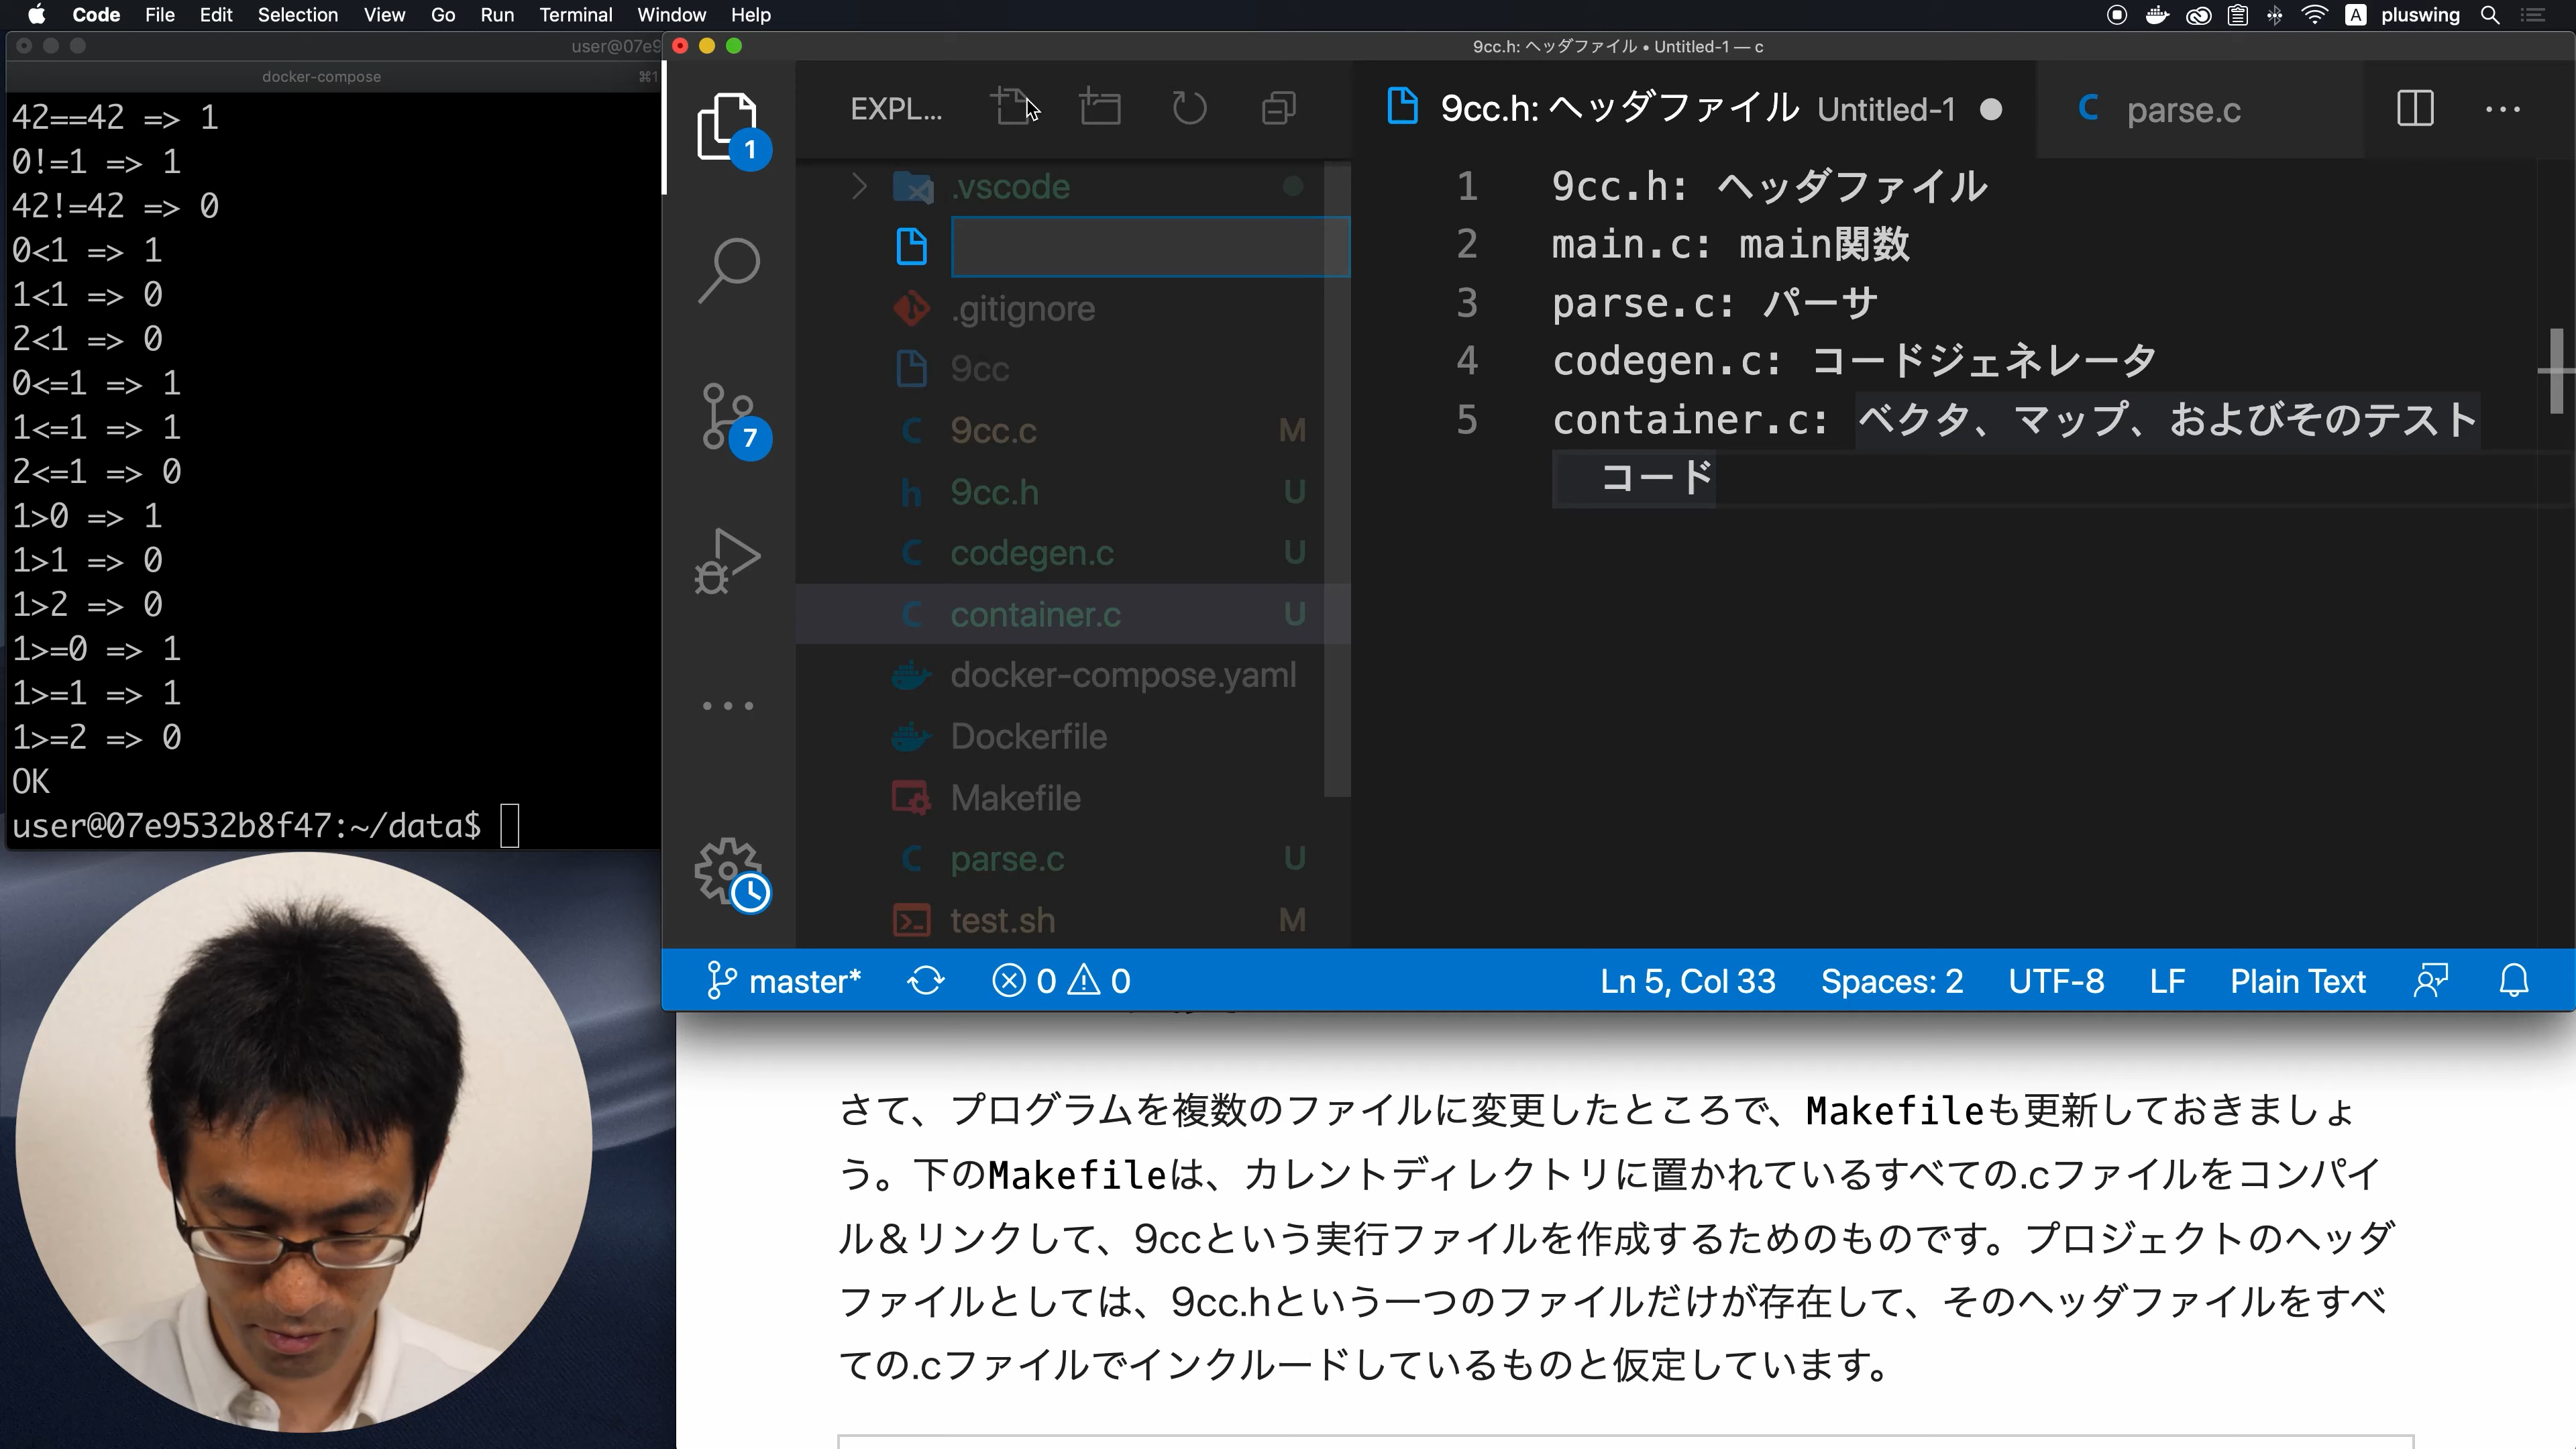 Code File Edit Selection View Go Run Terminal Window Help
A pluswing
user@07e9
docker-compose ⌘1
42==42 => 1
0!=1 => 1
42!=42 => 0
0<1 => 1
1<1 => 0
2<1 => 0
0<=1 => 1
1<=1 => 1
2<=1 => 0
1>0 => 1
1>1 => 0
1>2 => 0
1>=0 => 1
1>=1 => 1
1>=2 => 0
OK
user@07e9532b8f47:~/data$
9cc.h: ヘッダファイル • Untitled-1 — c
1
7
EXPL...
.vscode
.gitignore
9cc
9cc.c M
9cc.h U
codegen.c U
container.c U
docker-compose.yaml
Dockerfile
Makefile
parse.c U
test.sh M
9cc.h: ヘッダファイル Untitled-1
parse.c
1 9cc.h: ヘッダファイル
2 main.c: main関数
3 parse.c: パーサ
4 codegen.c: コードジェネレータ
5 container.c: ベクタ、マップ、およびそのテスト
コード
master* 0 0 Ln 5, Col 33 Spaces: 2 UTF-8 LF Plain Text
さて、プログラムを複数のファイルに変更したところで、Makefileも更新しておきましょ
う。下のMakefileは、カレントディレクトリに置かれているすべての.cファイルをコンパイ
ル＆リンクして、9ccという実行ファイルを作成するためのものです。プロジェクトのヘッダ
ファイルとしては、9cc.hという一つのファイルだけが存在して、そのヘッダファイルをすべ
ての.cファイルでインクルードしているものと仮定しています。